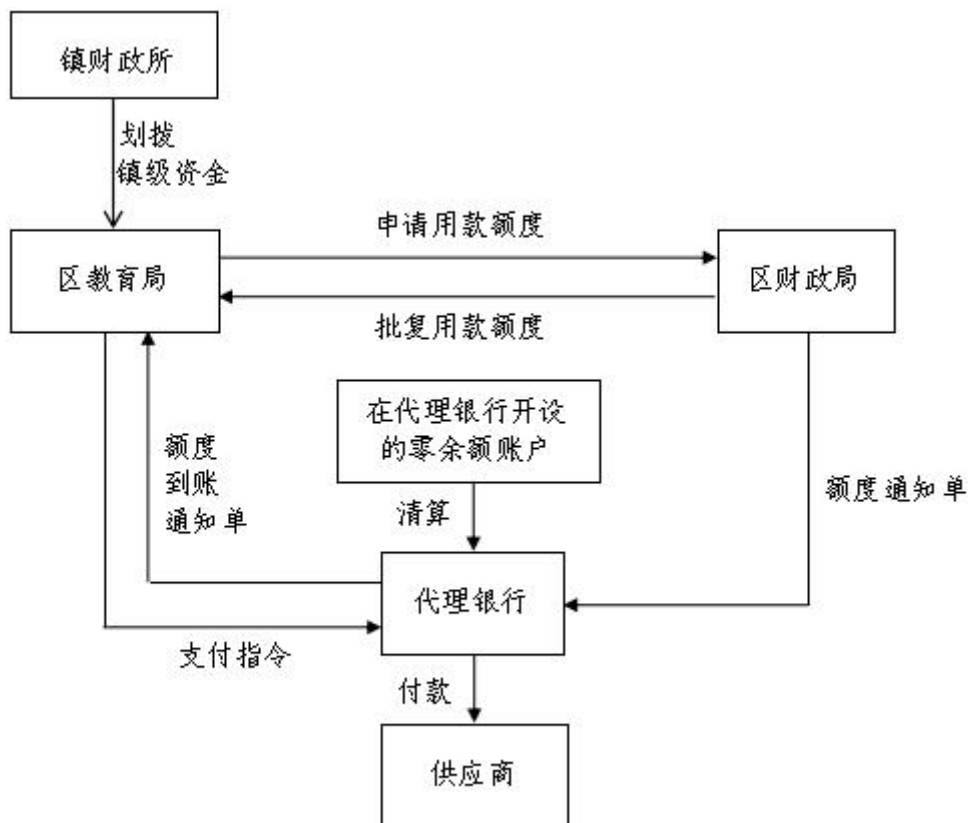 镇财政所
划拨
镇级资金
申请用款额度
区教育局
区财政局
批复用款额度
在代理银行开设
的零余额账户
额度
到账
通知单
额度通知单
清算
代理银行
支付指令
付款
供应商